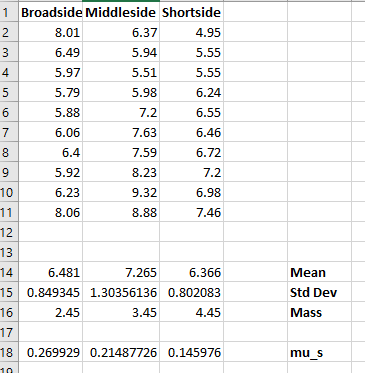 1 Broadside Middleside Shortside
2 8.01 6.37 4.95
3 6.49 5.94 5.55
4 5.97 5.51 5.55
5 5.79 5.98 6.24
6 5.88 7.2 6.55
7 6.06 7.63 6.46
8 6.4 7.59 6.72
9 5.92 8.23 7.2
10 6.23 9.32 6.98
11 8.06 8.88 7.46
12
13
14 6.481 7.265 6.366 Mean
15 0.849345 1.30356136 0.802083 Std Dev
16 2.45 3.45 4.45 Mass
17
18 0.269929 0.21487726 0.145976 mu_s
19